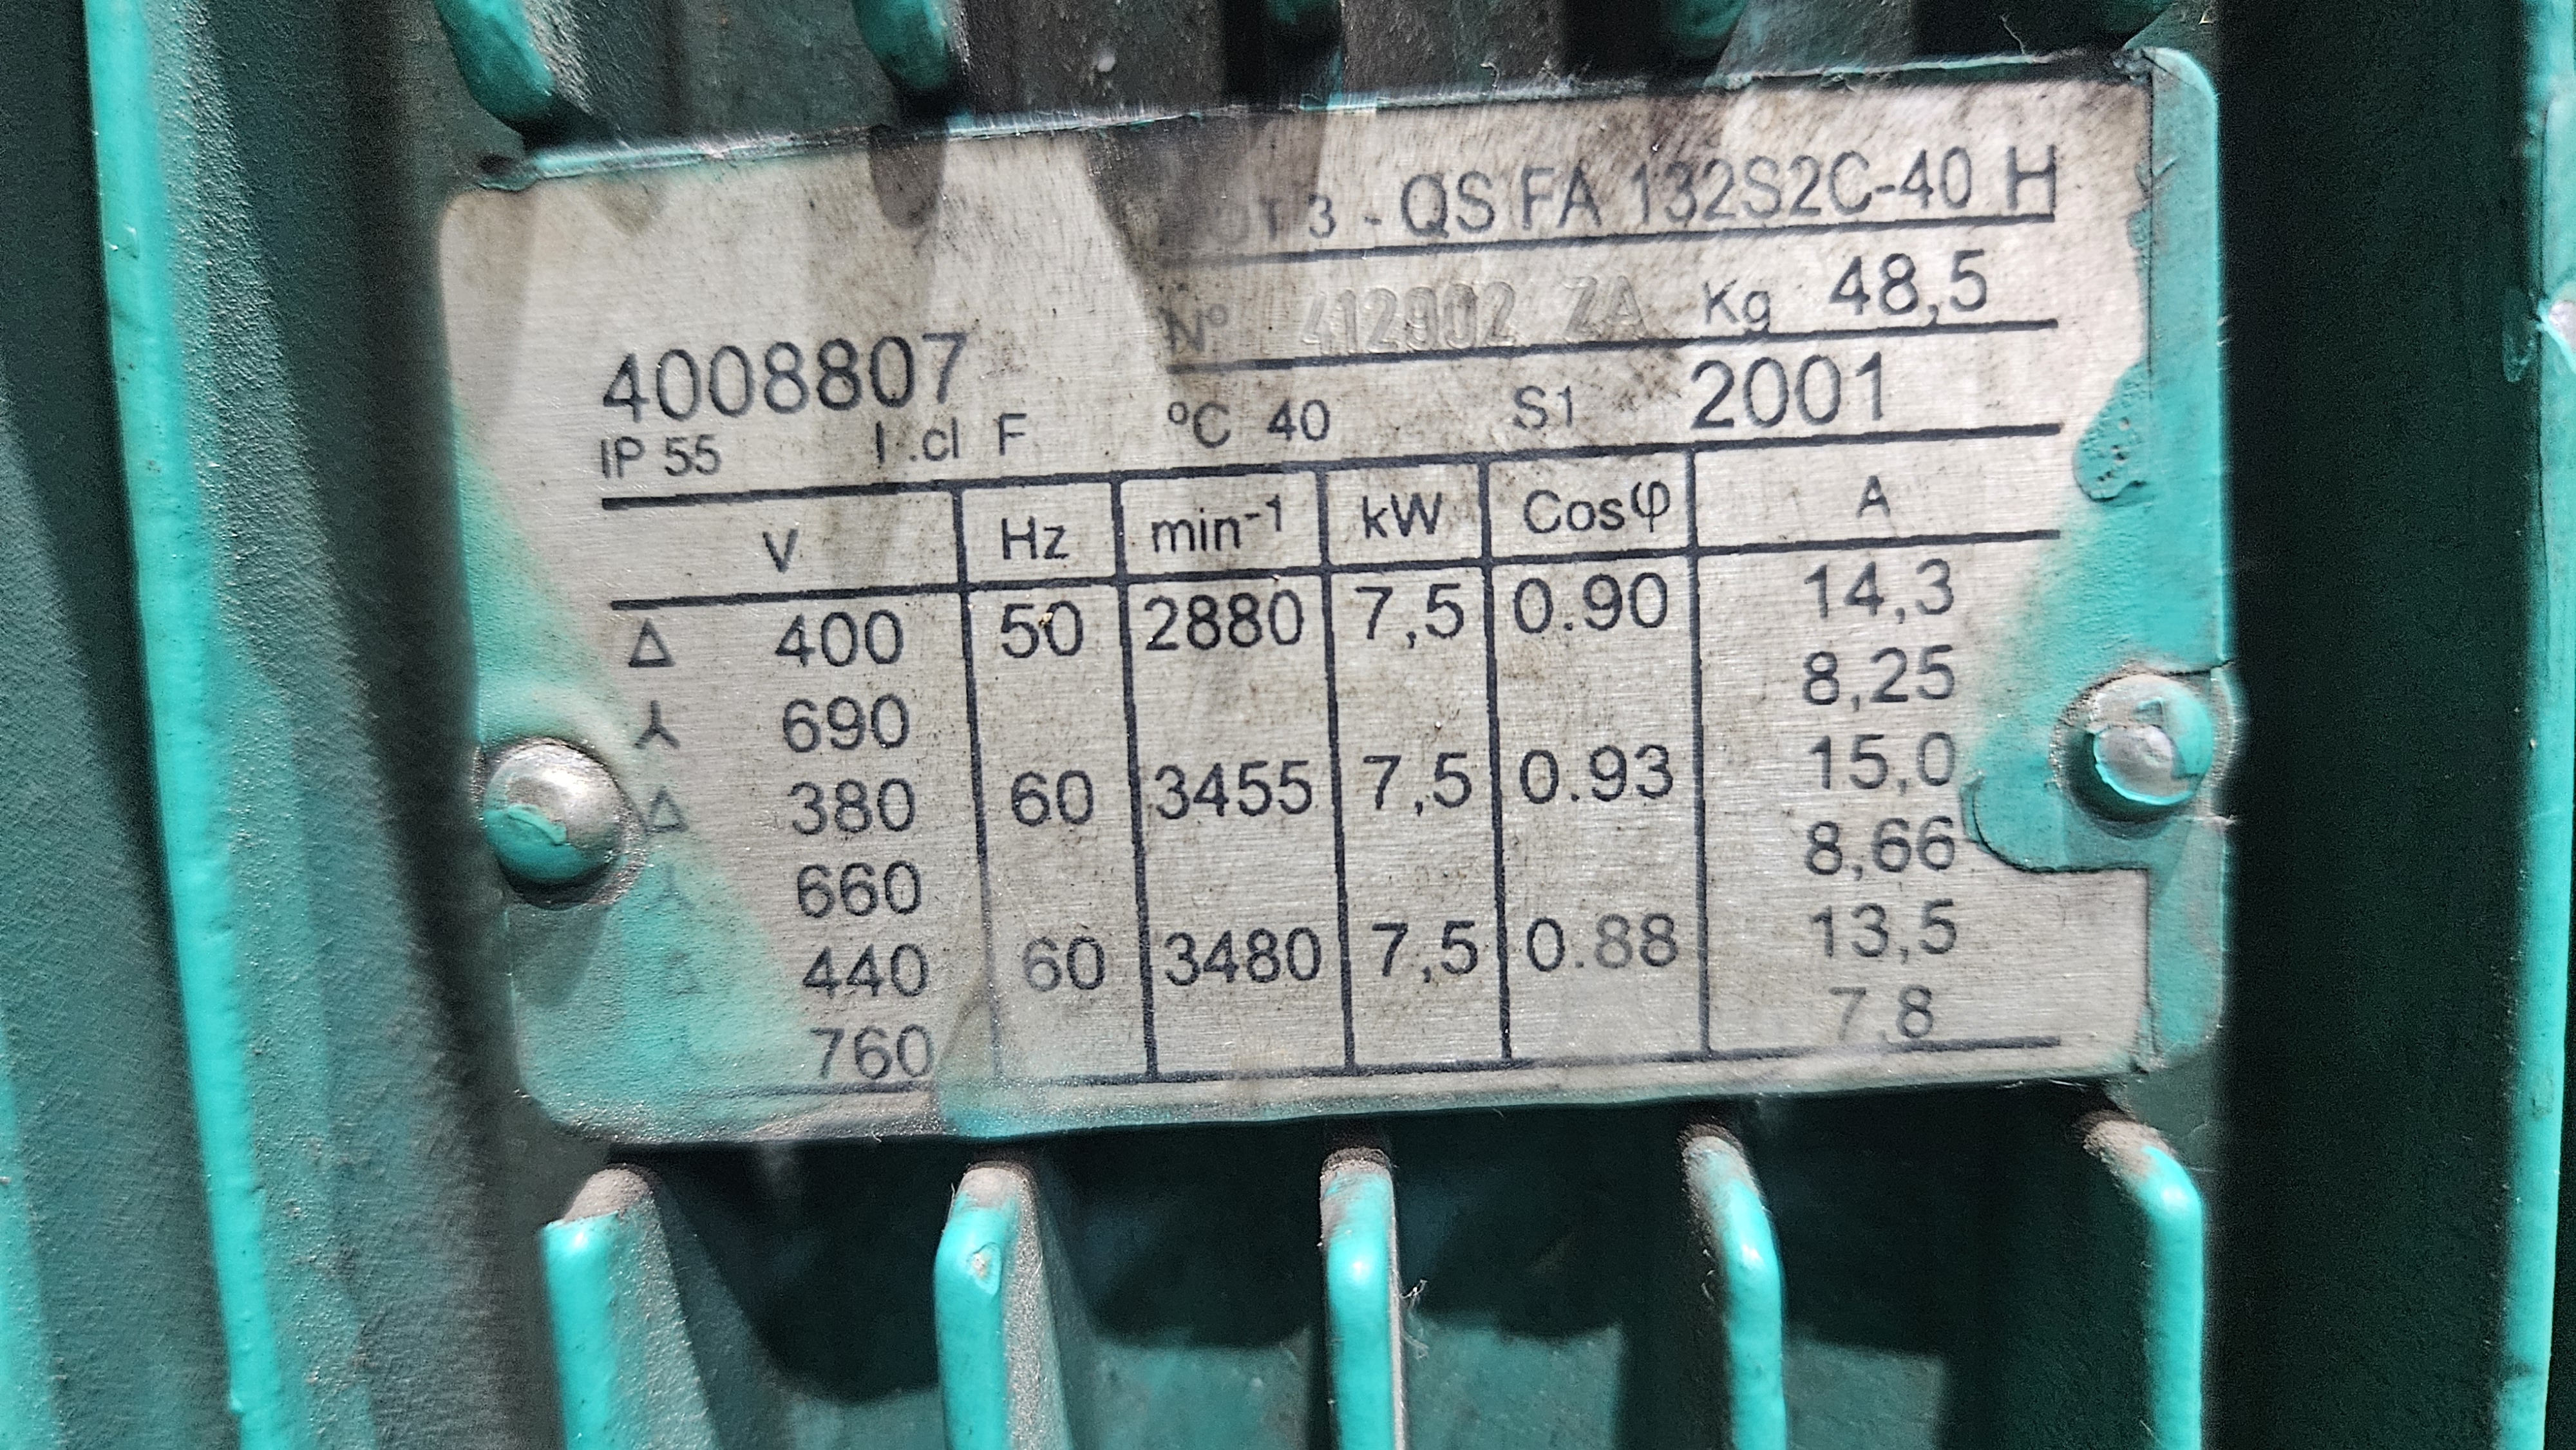 3 - QS FA 132S2C-40 H
Nº 412902 ZA Kg 48,5
4008807
IP 55 I.cl F ºC 40 S1 2001
V Hz min-1 kW Cosφ A
Δ 400 50 2880 7,5 0.90 14,3
⅄ 690 8,25
Δ 380 60 3455 7,5 0.93 15,0
⅄ 660 8,66
Δ 440 60 3480 7,5 0.88 13,5
760 7,8